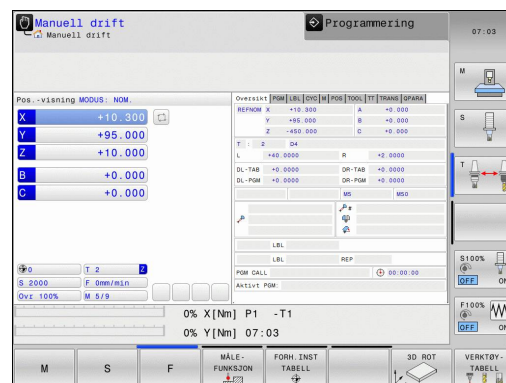 Manuell drift
Manuell drift
Programmering
07:03
Pos.-visning MODUS: NOM.
X +10.300
Y +95.000
Z +10.000
B +0.000
C +0.000
0
T 2 Z
S 2000 F 0mm/min
Ovr 100% M 5/9
Oversikt PGM LBL CYC M POS TOOL TT TRANS QPARA
REFNOM X +10.300 A +0.000
Y +95.000 B +0.000
Z -450.000 C +0.000
T : 2 D4
L +40.0000 R +2.0000
DL-TAB +0.0000 DR-TAB +0.0000
DL-PGM +0.0000 DR-PGM +0.0000
M5 M50
#
LBL
LBL REP
PGM CALL 00:00:00
Aktivt PGM:
0% X[Nm] P1 -T1
0% Y[Nm] 07:03
M
S
T
S100%
OFF ON
F100%
OFF ON
M
S
F
MÅLE-
FUNKSJON
FORH.INST
TABELL
3D ROT
VERKTØY-
TABELL